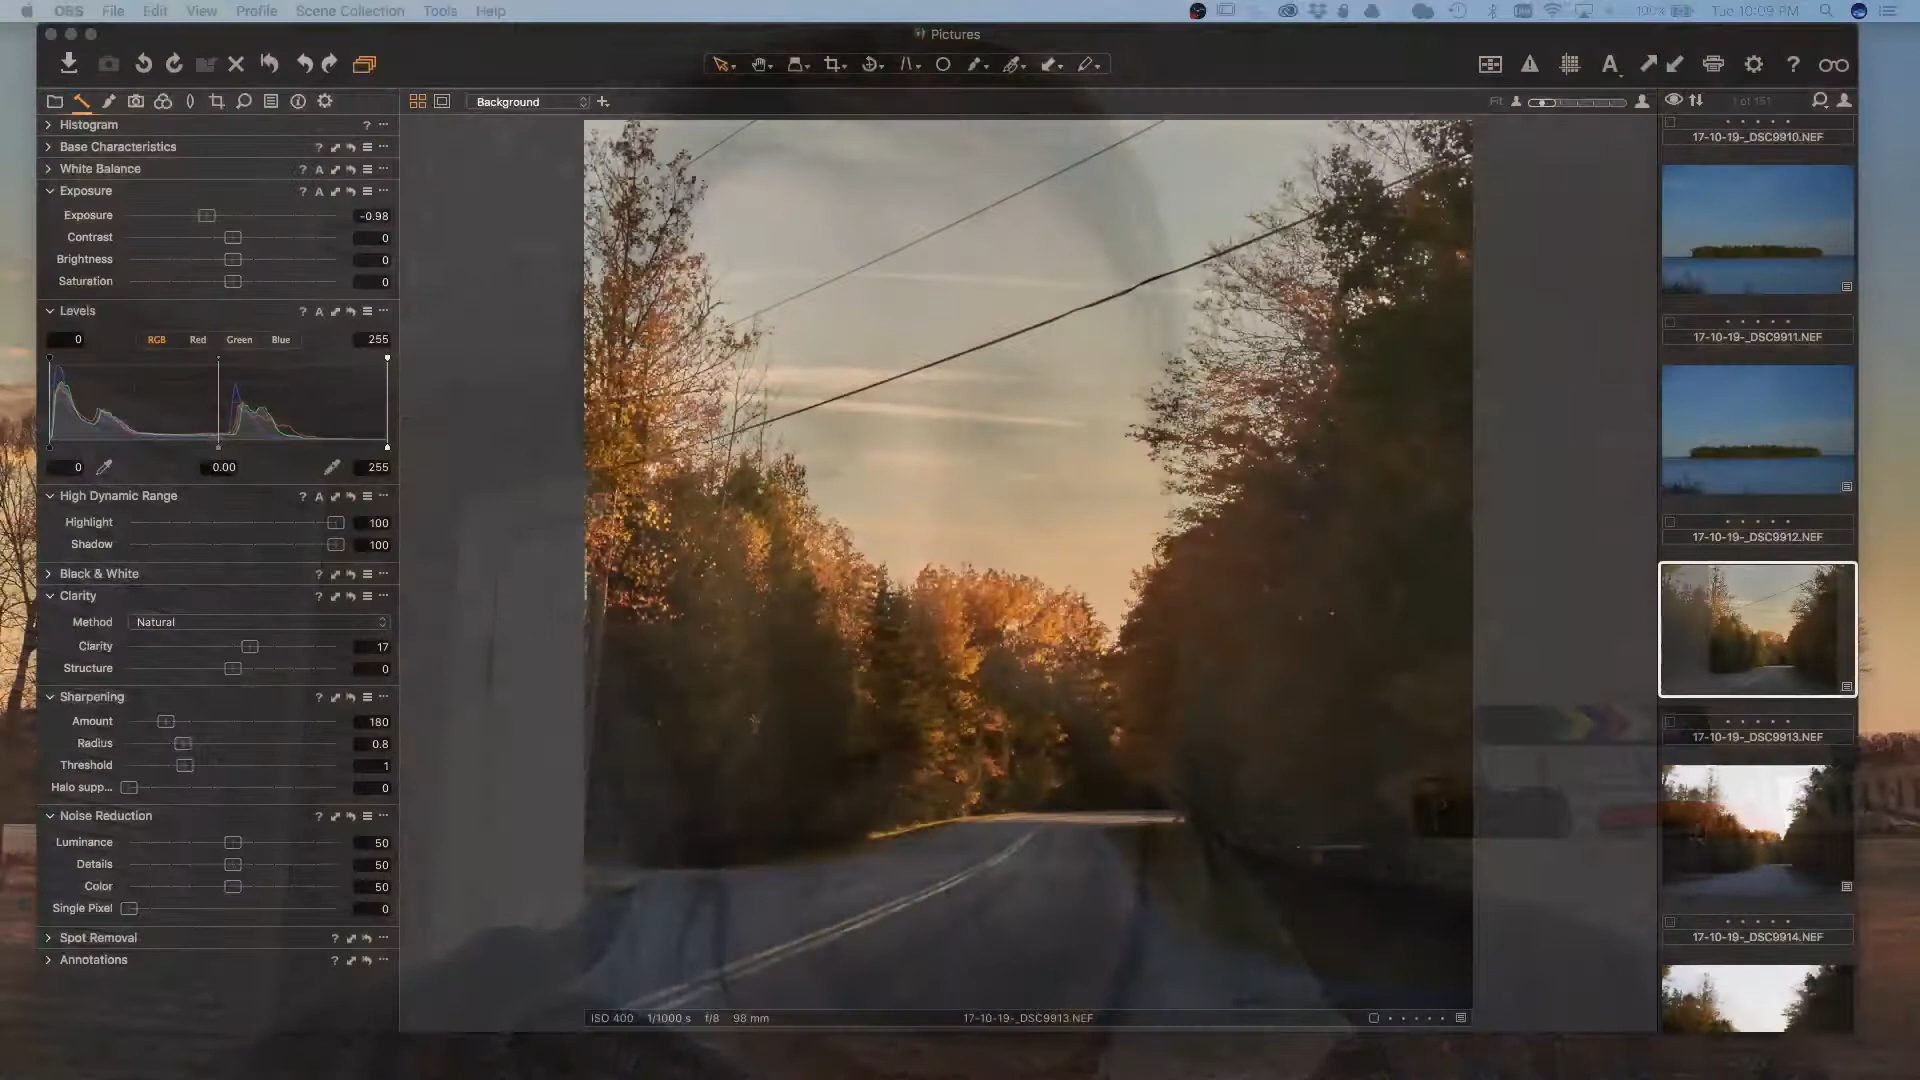 OBS File Edit View Profile Scene Collection Tools Help
100% Tue 10:09 PM
Pictures
Background
Fit
1 of 151
Histogram
Base Characteristics
White Balance
Exposure
Exposure -0.98
Contrast 0
Brightness 0
Saturation 0
Levels
0 RGB Red Green Blue 255
0 0.00 255
High Dynamic Range
Highlight 100
Shadow 100
Black & White
Clarity
Method Natural
Clarity 17
Structure 0
Sharpening
Amount 180
Radius 0.8
Threshold 1
Halo supp... 0
Noise Reduction
Luminance 50
Details 50
Color 50
Single Pixel 0
Spot Removal
Annotations
ISO 400 1/1000 s f/8 98 mm
17-10-19-_DSC9913.NEF
17-10-19-_DSC9910.NEF
17-10-19-_DSC9911.NEF
17-10-19-_DSC9912.NEF
17-10-19-_DSC9913.NEF
17-10-19-_DSC9914.NEF